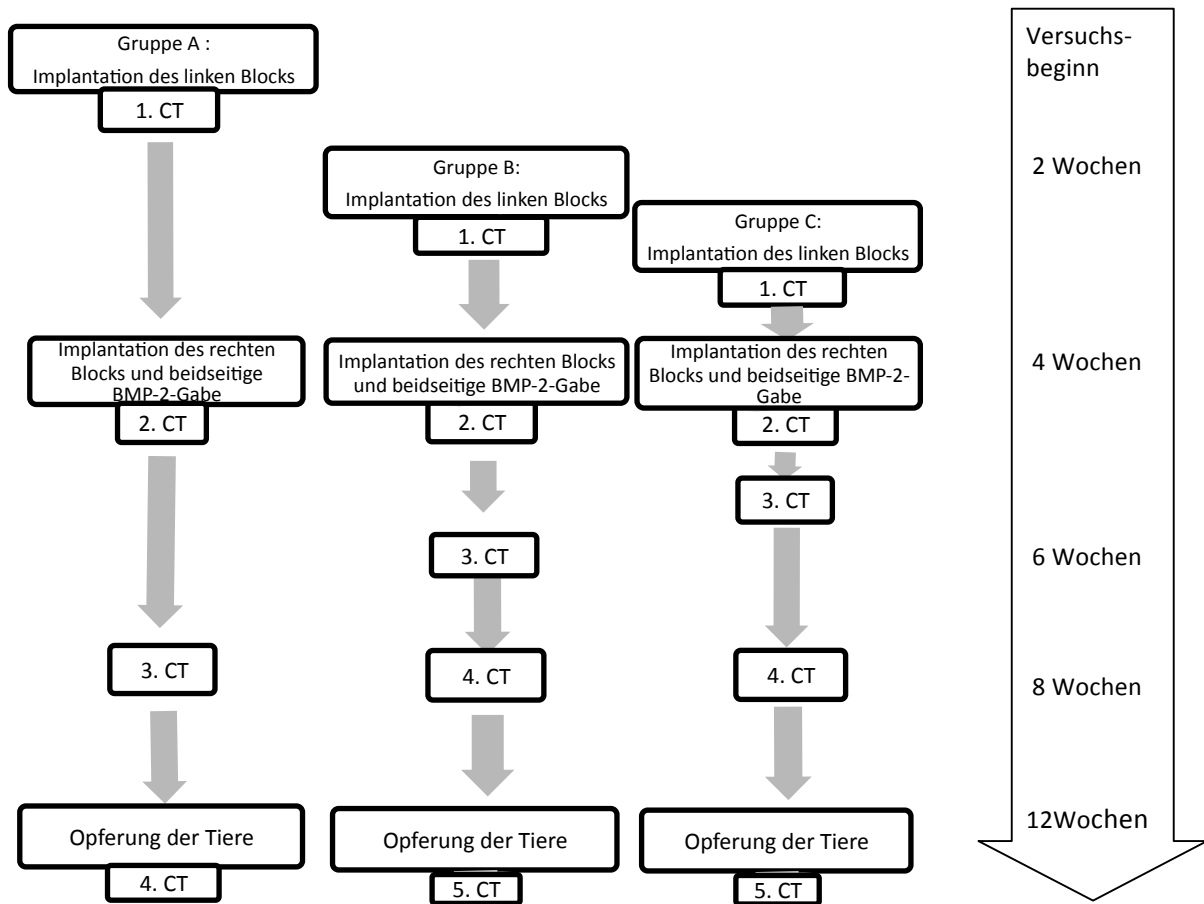 Gruppe A :
Implantation des linken Blocks
1. CT
Implantation des rechten
Blocks und beidseitige
BMP-2-Gabe
2. CT
3. CT
Opferung der Tiere
4. CT
Gruppe B:
Implantation des linken Blocks
1. CT
Implantation des rechten Blocks
und beidseitige BMP-2-Gabe
2. CT
3. CT
4. CT
Opferung der Tiere
5. CT
Gruppe C:
Implantation des linken Blocks
1. CT
Implantation des rechten
Blocks und beidseitige BMP-2-
Gabe
2. CT
3. CT
4. CT
Opferung der Tiere
5. CT
Versuchs-
beginn
2 Wochen
4 Wochen
6 Wochen
8 Wochen
12Wochen